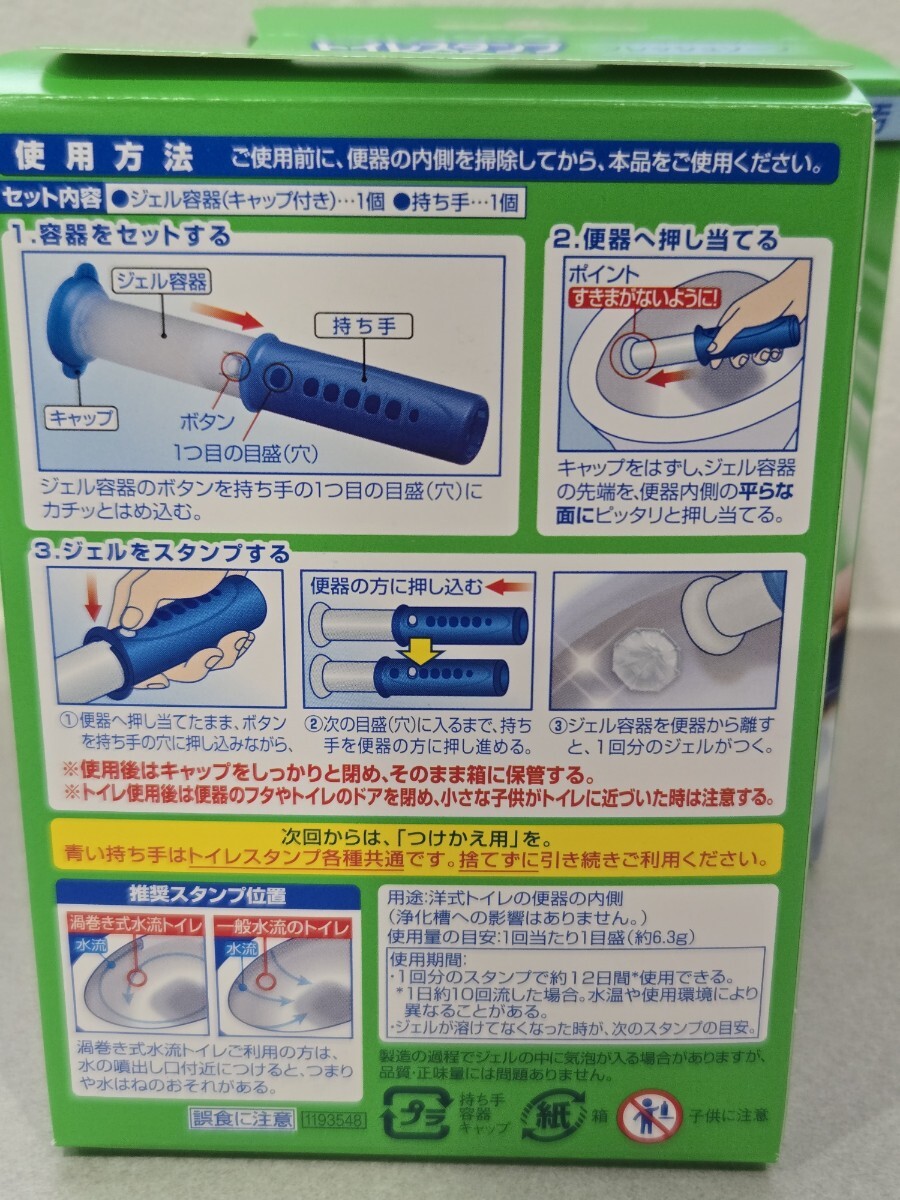 使用方法 ご使用前に、便器の内側を掃除してから、本品をご使用ください。
セット内容 ●ジェル容器(キャップ付き)…1個 ●持ち手…1個
1.容器をセットする
ジェル容器
持ち手
キャップ
ボタン
1つ目の目盛(穴)
ジェル容器のボタンを持ち手の1つ目の目盛(穴)に
カチッとはめ込む。
2.便器へ押し当てる
ポイント
すきまがないように!
キャップをはずし、ジェル容器
の先端を、便器内側の平らな
面にピッタリと押し当てる。
3.ジェルをスタンプする
便器の方に押し込む
①便器へ押し当てたまま、ボタン
を持ち手の穴に押し込みながら、
②次の目盛(穴)に入るまで、持ち
手を便器の方に押し進める。
③ジェル容器を便器から離す
と、1回分のジェルがつく。
※使用後はキャップをしっかりと閉め、そのまま箱に保管する。
※トイレ使用後は便器のフタやトイレのドアを閉め、小さな子供がトイレに近づいた時は注意する。
次回からは、「つけかえ用」を。
青い持ち手はトイレスタンプ各種共通です。捨てずに引き続きご利用ください。
推奨スタンプ位置
渦巻き式水流トイレ
水流
一般水流のトイレ
水流
渦巻き式水流トイレご利用の方は、
水の噴出し口付近につけると、つまり
や水はねのおそれがある。
用途:洋式トイレの便器の内側
(浄化槽への影響はありません。)
使用量の目安:1回当たり1目盛(約6.3g)
使用期間:
・1回分のスタンプで約12日間*使用できる。
*1日約10回流した場合。水温や使用環境により
異なることがある。
・ジェルが溶けてなくなった時が、次のスタンプの目安。
製造の過程でジェルの中に気泡が入る場合がありますが、
品質・正味量には問題ありません。
誤食に注意
1193548
プラ
持ち手
容器
キャップ
紙
箱
子供に注意